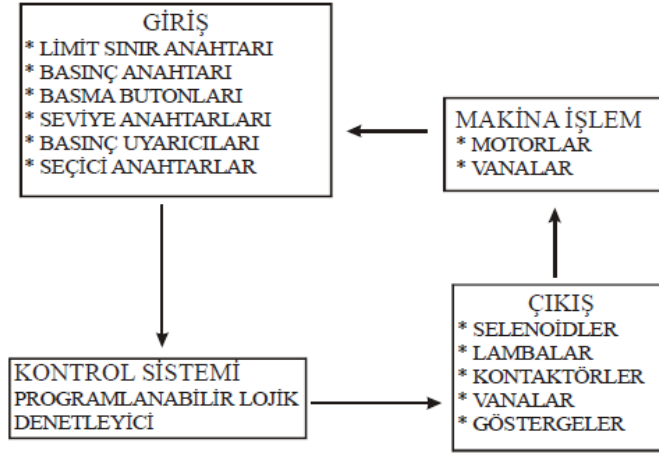 GİRİŞ
* LİMİT SINIR ANAHTARI
* BASINÇ ANAHTARI
* BASMA BUTONLARI
* SEVİYE ANAHTARLARI
* BASINÇ UYARICILARI
* SEÇİCİ ANAHTARLAR
MAKİNA İŞLEM
* MOTORLAR
* VANALAR
KONTROL SİSTEMİ
PROGRAMLANABİLİR LOJİK
DENETLEYİCİ
ÇIKIŞ
* SELENOİDLER
* LAMBALAR
* KONTAKTÖRLER
* VANALAR
* GÖSTERGELER